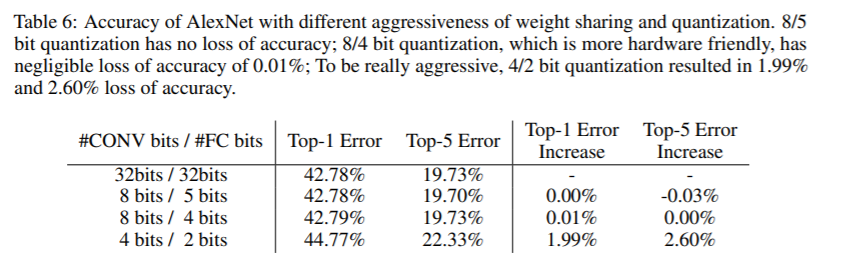 Table 6: Accuracy of AlexNet with different aggressiveness of weight sharing and quantization. 8/5
bit quantization has no loss of accuracy; 8/4 bit quantization, which is more hardware friendly, has
negligible loss of accuracy of 0.01%; To be really aggressive, 4/2 bit quantization resulted in 1.99%
and 2.60% loss of accuracy.
#CONV bits / #FC bits Top-1 Error Top-5 Error Top-1 Error Increase Top-5 Error Increase
32bits / 32bits 42.78% 19.73% - -
8 bits / 5 bits 42.78% 19.70% 0.00% -0.03%
8 bits / 4 bits 42.79% 19.73% 0.01% 0.00%
4 bits / 2 bits 44.77% 22.33% 1.99% 2.60%